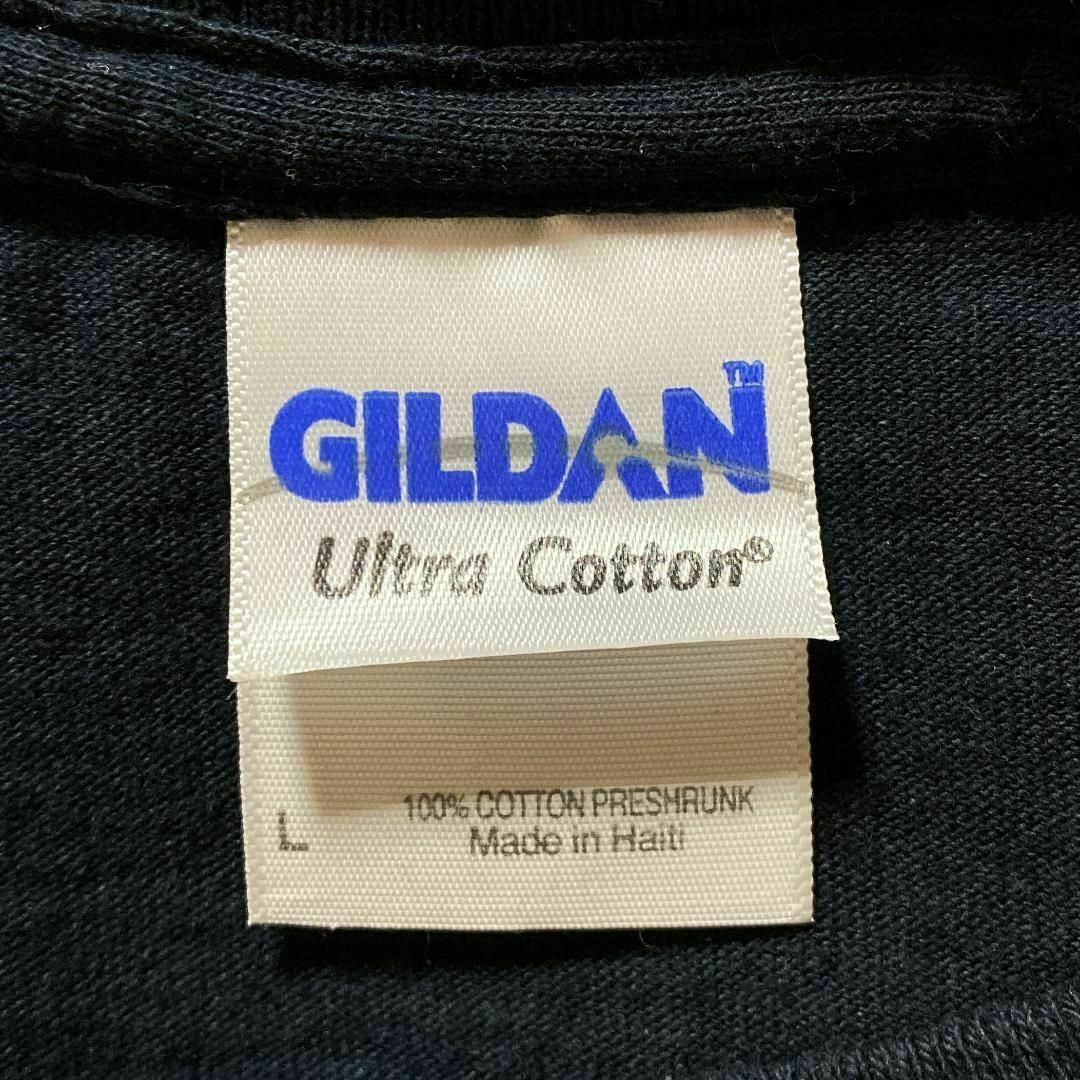 GILDAN™
Ultra Cotton®
L 100% COTTON PRESHRUNK
Made in Haiti